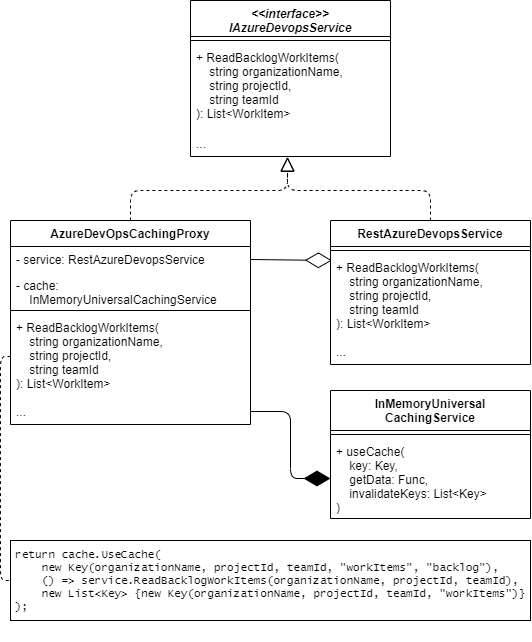 <<interface>>
IAzureDevopsService
+ ReadBacklogWorkItems(
string organizationName,
string projectId,
string teamId
): List<WorkItem>
...
AzureDevOpsCachingProxy
- service: RestAzureDevopsService
- cache:
InMemoryUniversalCachingService
+ ReadBacklogWorkItems(
string organizationName,
string projectId,
string teamId
): List<WorkItem>
...
RestAzureDevopsService
+ ReadBacklogWorkItems(
string organizationName,
string projectId,
string teamId
): List<WorkItem>
...
InMemoryUniversal
CachingService
+ useCache(
key: Key,
getData: Func,
invalidateKeys: List<Key>
)
return cache.UseCache(
new Key(organizationName, projectId, teamId, "workItems", "backlog"),
() => service.ReadBacklogWorkItems(organizationName, projectId, teamId),
new List<Key> {new Key(organizationName, projectId, teamId, "workItems")}
);